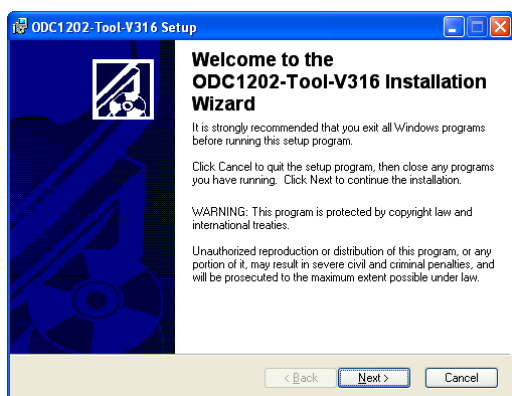 ODC1202-Tool-V316 Setup
Welcome to the
ODC1202-Tool-V316 Installation
Wizard
It is strongly recommended that you exit all Windows programs
before running this setup program.
Click Cancel to quit the setup program, then close any programs
you have running. Click Next to continue the installation.
WARNING: This program is protected by copyright law and
international treaties.
Unauthorized reproduction or distribution of this program, or any
portion of it, may result in severe civil and criminal penalties, and
will be prosecuted to the maximum extent possible under law.
< Back Next > Cancel